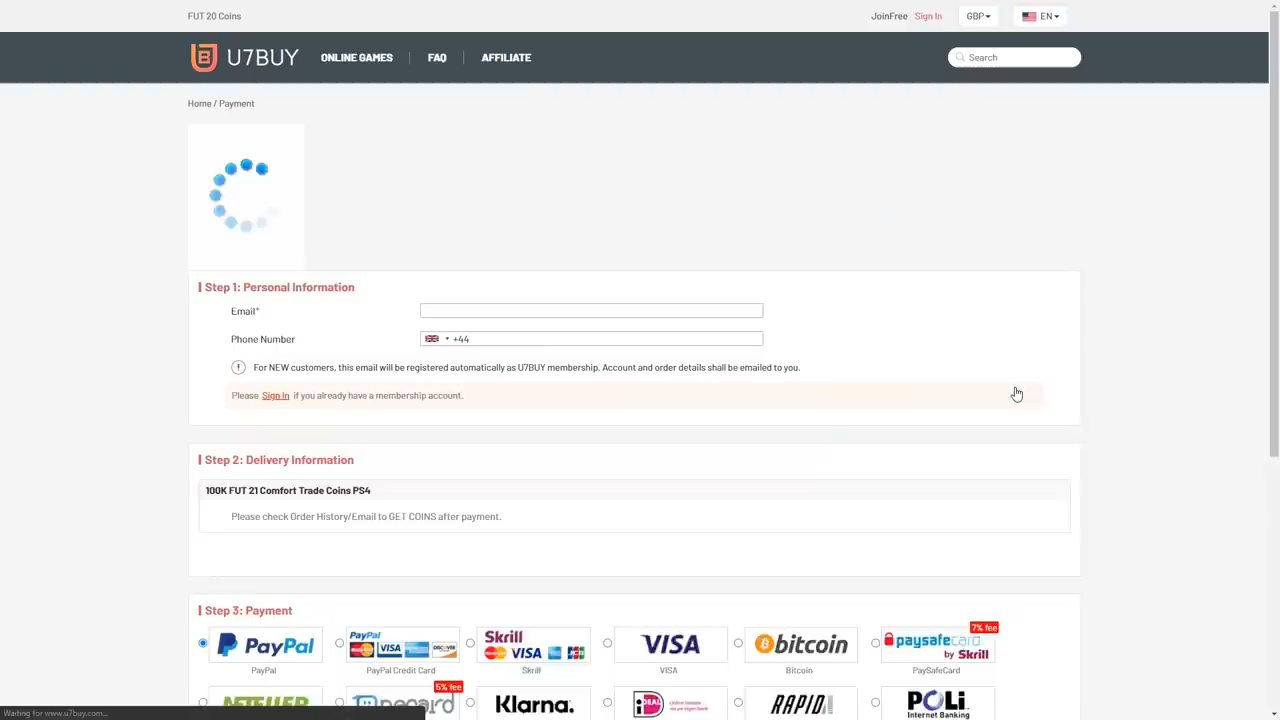 FUT 20 Coins
JoinFree Sign In GBP EN
U7BUY ONLINE GAMES FAQ AFFILIATE Search
Home / Payment
Step 1: Personal Information
Email*
Phone Number +44
For NEW customers, this email will be registered automatically as U7BUY membership. Account and order details shall be emailed to you.
Please Sign In if you already have a membership account.
Step 2: Delivery Information
100K FUT 21 Comfort Trade Coins PS4
Please check Order History/Email to GET COINS after payment.
Step 3: Payment
7% fee
PayPal PayPal VISA DISCOVER Skrill VISA JCB VISA bitcoin paysafecard by Skrill
PayPal PayPal Credit Card Skrill VISA Bitcoin PaySafeCard
5% fee
NETELLER Klarna. iDEAL RAPID POLi
Internet Banking
Waiting for www.u7buy.com...